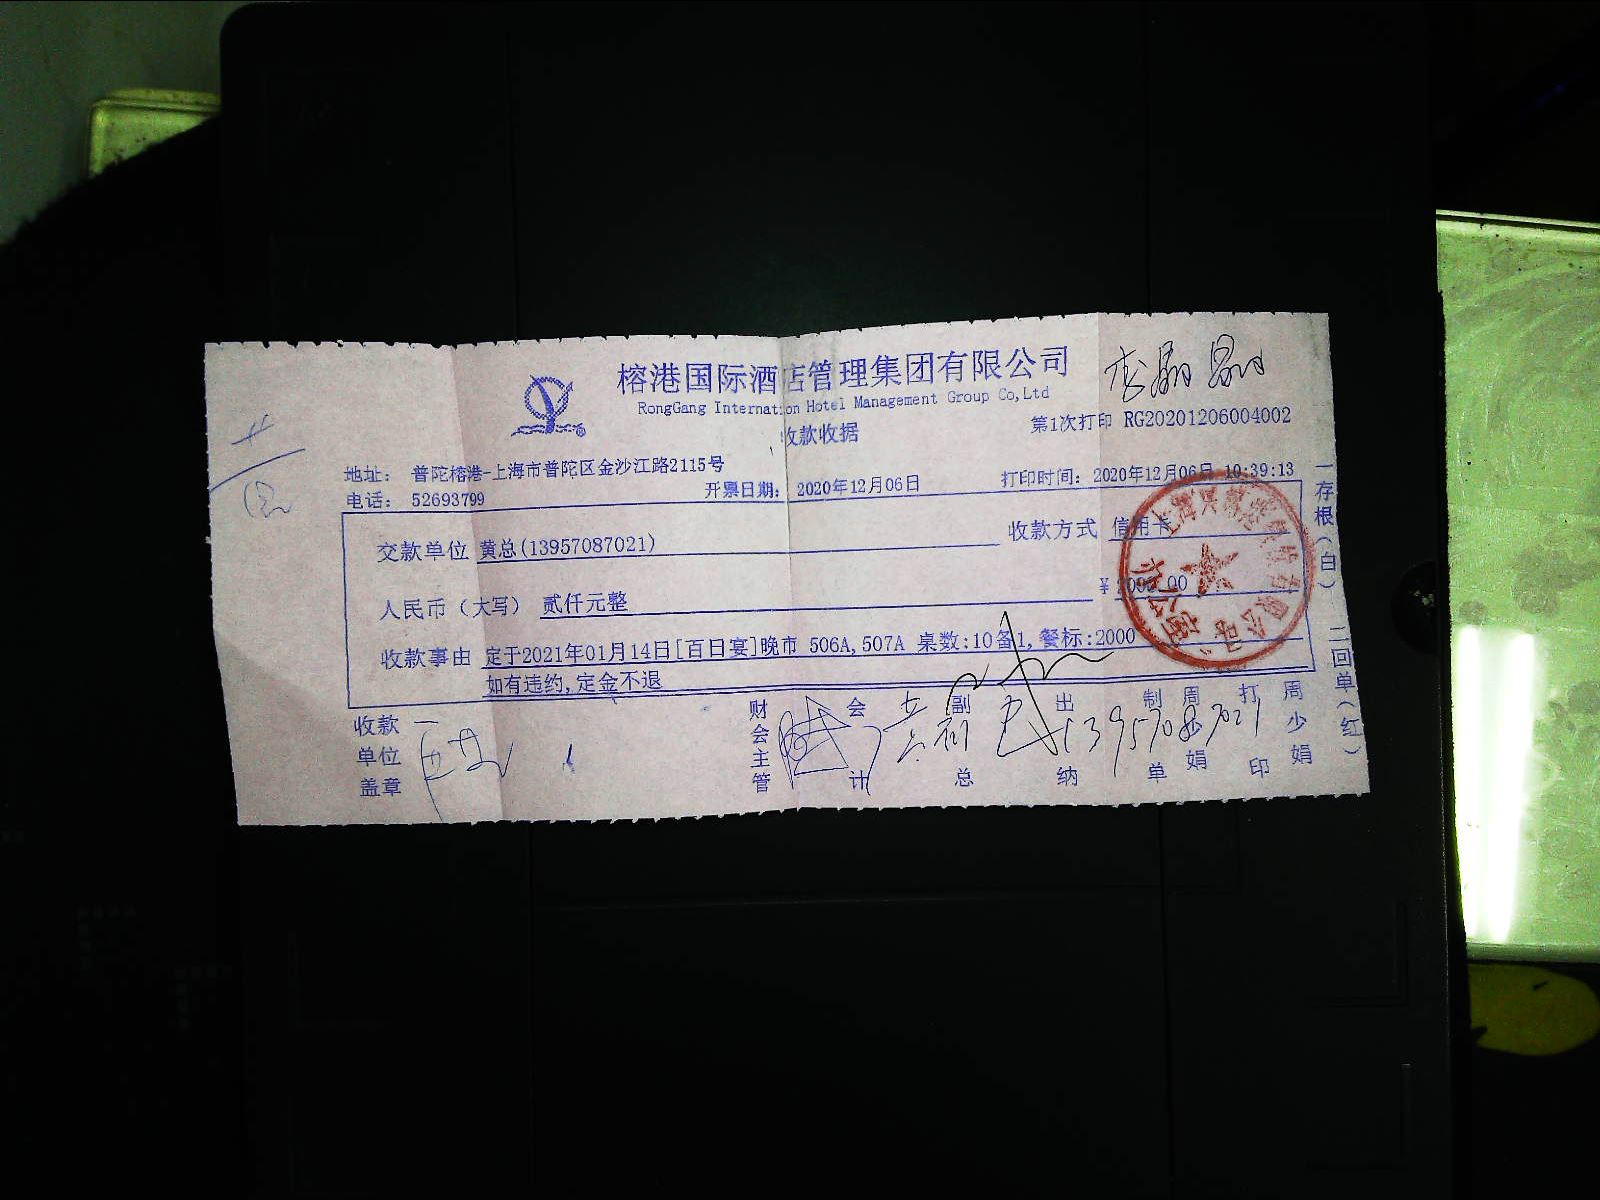 榕港国际酒店管理集团有限公司
RongGang Internation Hotel Management Group Co,Ltd
收款收据
第1次打印 RG20201206004002
地址： 普陀榕港-上海市普陀区金沙江路2115号
电话： 52693799
开票日期： 2020年12月06日
打印时间： 2020年12月06日 10:39:13
交款单位 黄总(13957087021)
收款方式 信用卡
人民币（大写） 贰仟元整
¥ 2000.00
收款事由 定于2021年01月14日[百日宴]晚市 506A,507A 桌数:10备1,餐标:2000
如有违约,定金不退
收款单位盖章
财会主管
会计
副总
出纳
制单 周少娟
打印 周少娟
13957087021
一存根（白） 二回单（红）